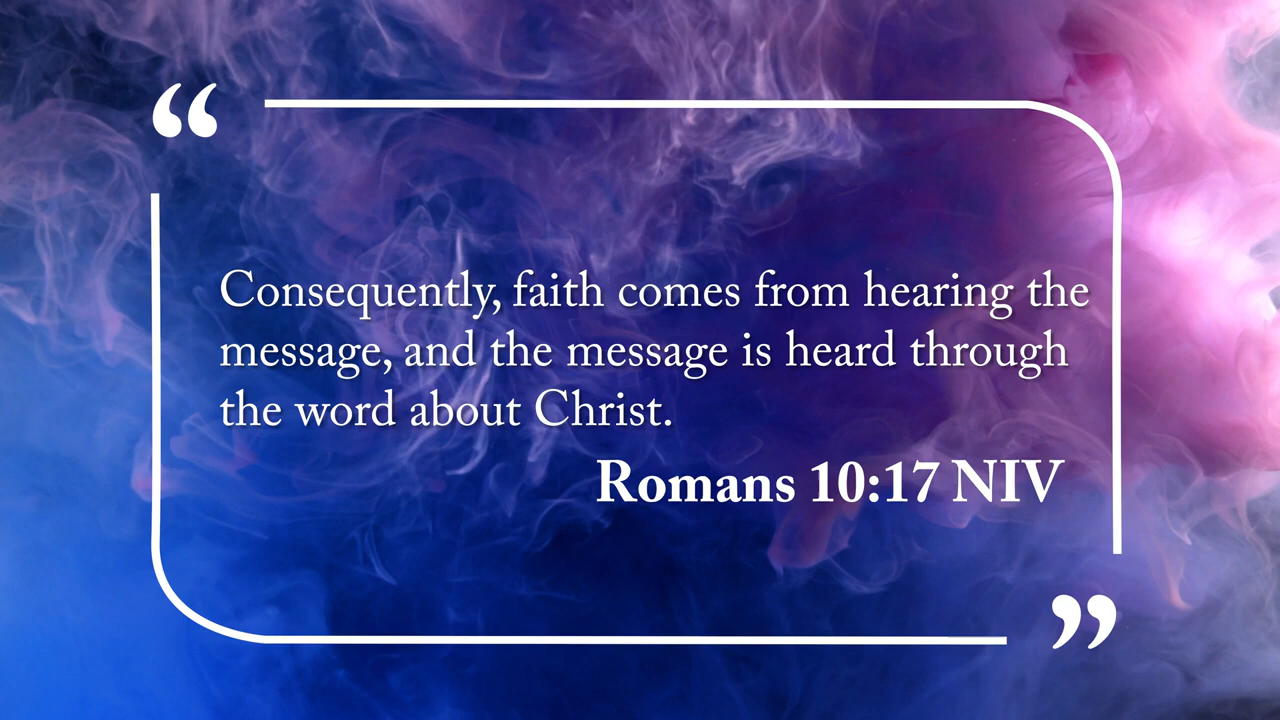 “
Consequently, faith comes from hearing the
message, and the message is heard through
the word about Christ.
Romans 10:17 NIV
”